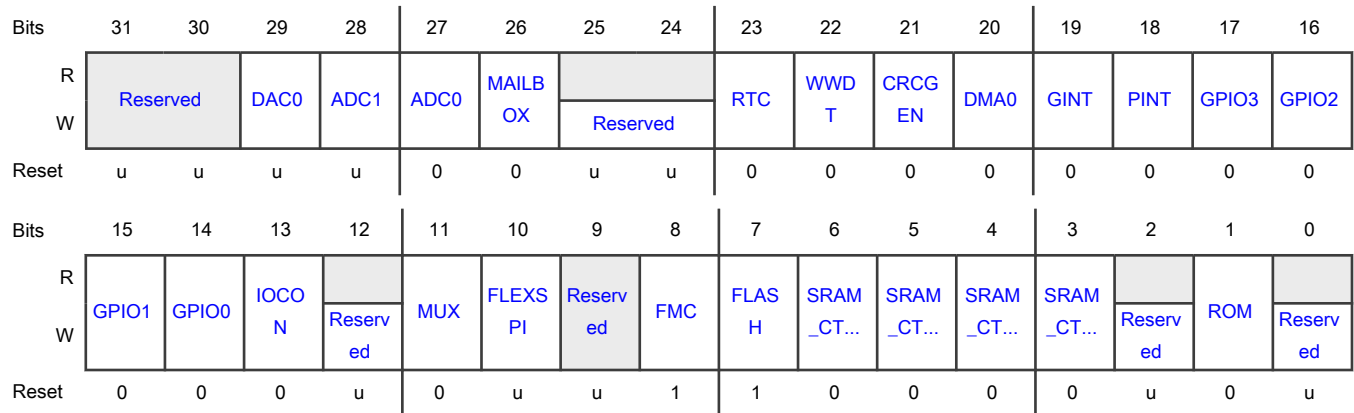 Bits 31 30 29 28 27 26 25 24 23 22 21 20 19 18 17 16
R
W
Reserved DAC0 ADC1 ADC0 MAILB
OX Reserved RTC WWD
T CRCG
EN DMA0 GINT PINT GPIO3 GPIO2
Reset u u u u 0 0 u u 0 0 0 0 0 0 0 0
Bits 15 14 13 12 11 10 9 8 7 6 5 4 3 2 1 0
R
W
GPIO1 GPIO0 IOCO
N Reserv
ed MUX FLEXS
PI Reserv
ed FMC FLAS
H SRAM
_CT... SRAM
_CT... SRAM
_CT... SRAM
_CT... Reserv
ed ROM Reserv
ed
Reset 0 0 0 u 0 u u 1 1 0 0 0 0 u 0 u